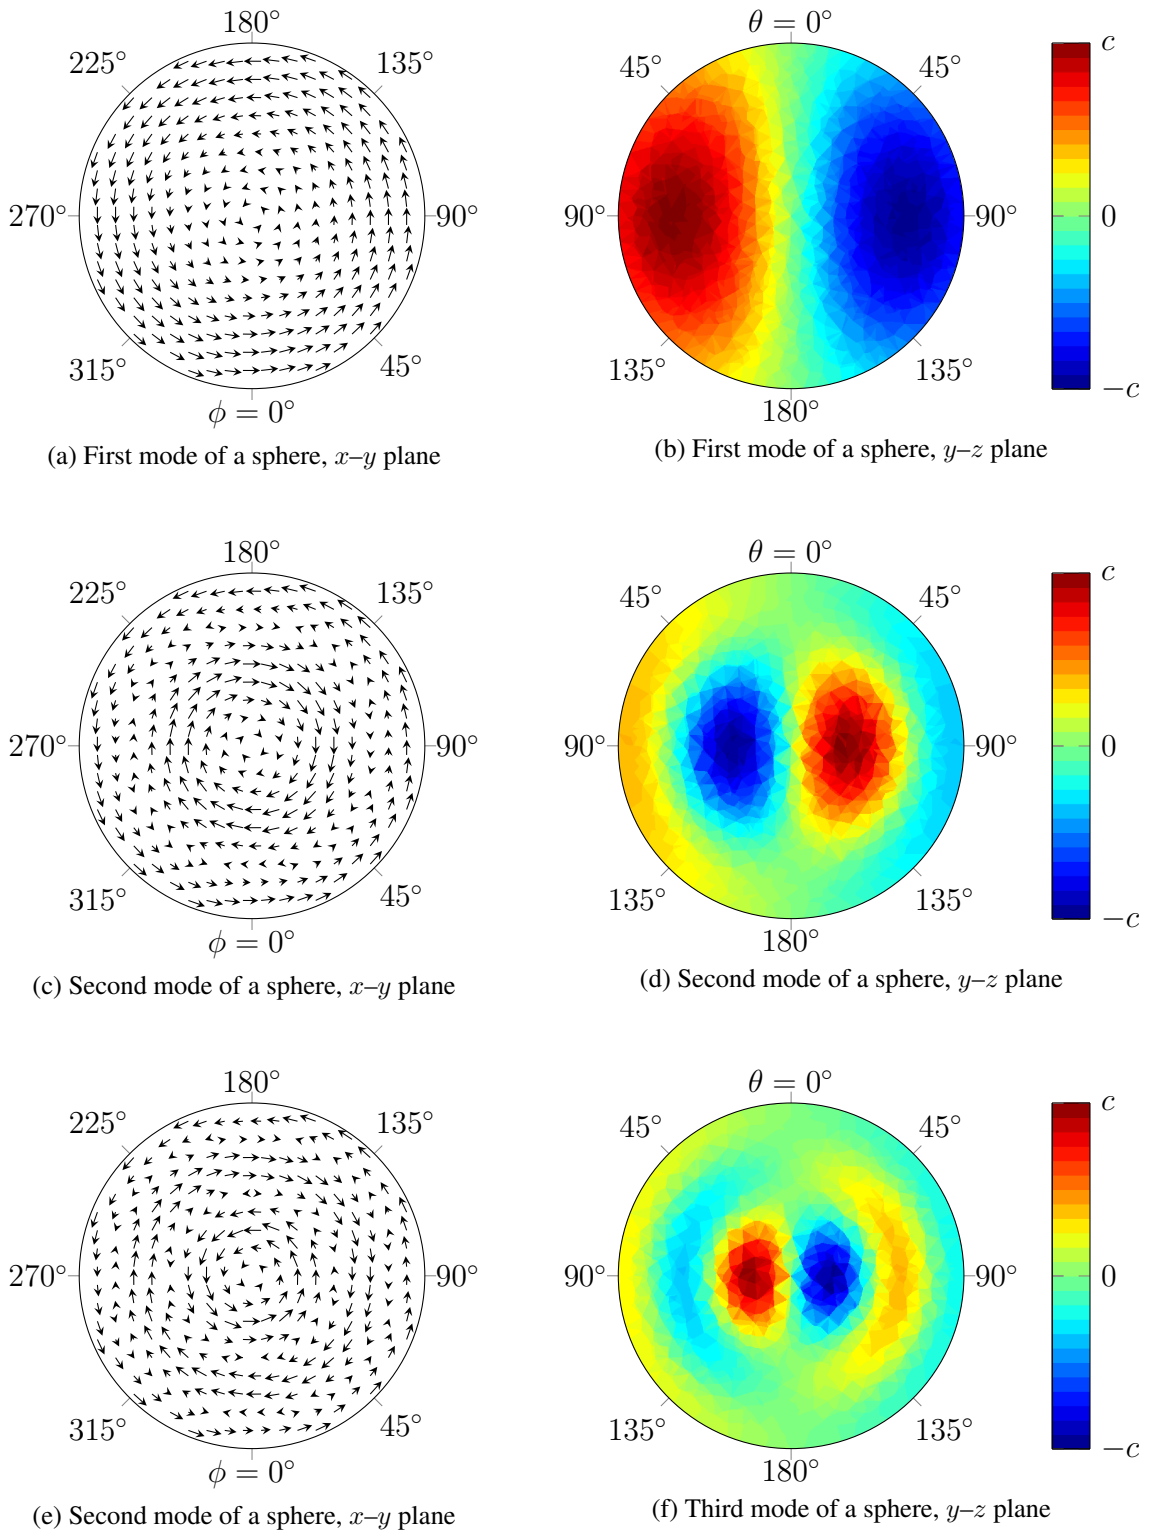 180°
225°
135°
270°
90°
315°
45°
ϕ = 0°
(a) First mode of a sphere, x–y plane
θ = 0°
45°
45°
90°
90°
135°
135°
180°
c
0
−c
(b) First mode of a sphere, y–z plane
180°
225°
135°
270°
90°
315°
45°
ϕ = 0°
(c) Second mode of a sphere, x–y plane
θ = 0°
45°
45°
90°
90°
135°
135°
180°
c
0
−c
(d) Second mode of a sphere, y–z plane
180°
225°
135°
270°
90°
315°
45°
ϕ = 0°
(e) Second mode of a sphere, x–y plane
θ = 0°
45°
45°
90°
90°
135°
135°
180°
c
0
−c
(f) Third mode of a sphere, y–z plane